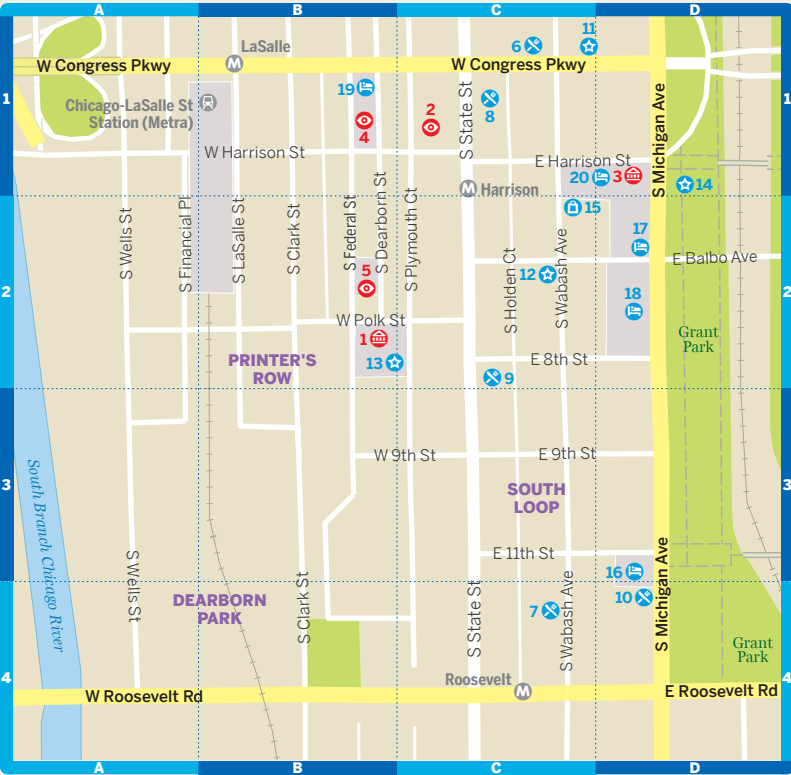 A
B
C
D
LaSalle
6
11
W Congress Pkwy
W Congress Pkwy
1
1
19
Chicago-LaSalle St
Station (Metra)
4
2
8
S State St
S Michigan Ave
W Harrison St
E Harrison St
20
3
14
Harrison
15
S Wells St
S Financial Pl
S LaSalle St
S Clark St
S Federal St
S Dearborn St
S Plymouth Ct
S Holden Ct
S Wabash Ave
17
E Balbo Ave
12
5
2
2
18
W Polk St
1
13
Grant
Park
PRINTER'S
ROW
E 8th St
9
W 9th St
E 9th St
3
3
SOUTH
LOOP
South Branch Chicago River
E 11th St
S Wells St
S Clark St
S State St
S Wabash Ave
S Michigan Ave
16
10
7
DEARBORN
PARK
Grant
Park
4
4
Roosevelt
W Roosevelt Rd
E Roosevelt Rd
A
B
C
D